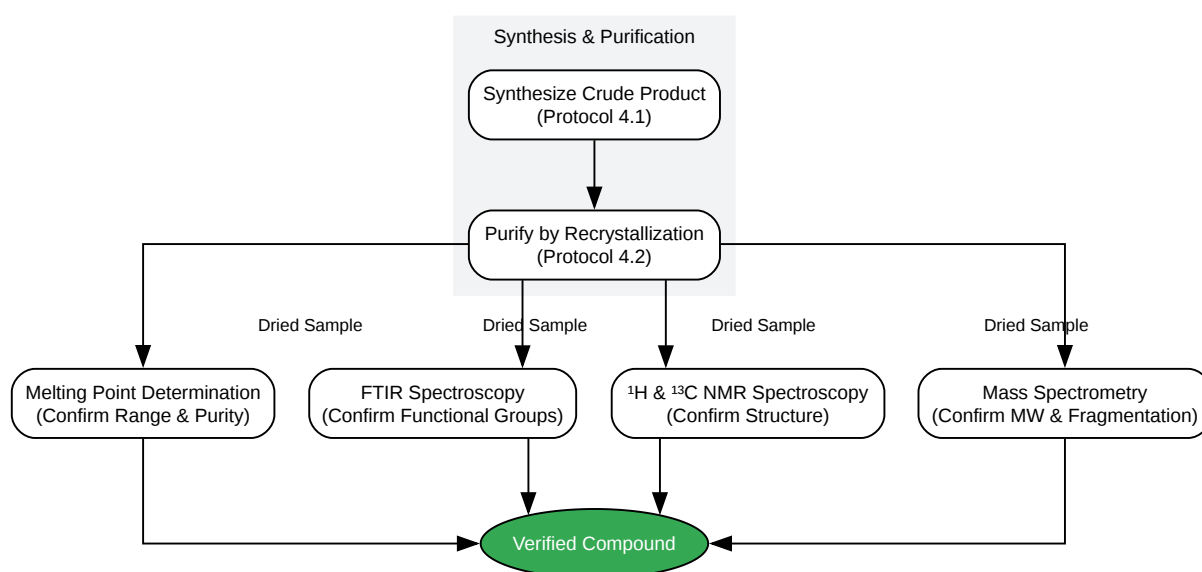 Synthesis & Purification
Synthesize Crude Product
(Protocol 4.1)
Purify by Recrystallization
(Protocol 4.2)
Dried Sample
Dried Sample
Dried Sample
Dried Sample
Melting Point Determination
(Confirm Range & Purity)
FTIR Spectroscopy
(Confirm Functional Groups)
¹H & ¹³C NMR Spectroscopy
(Confirm Structure)
Mass Spectrometry
(Confirm MW & Fragmentation)
Verified Compound